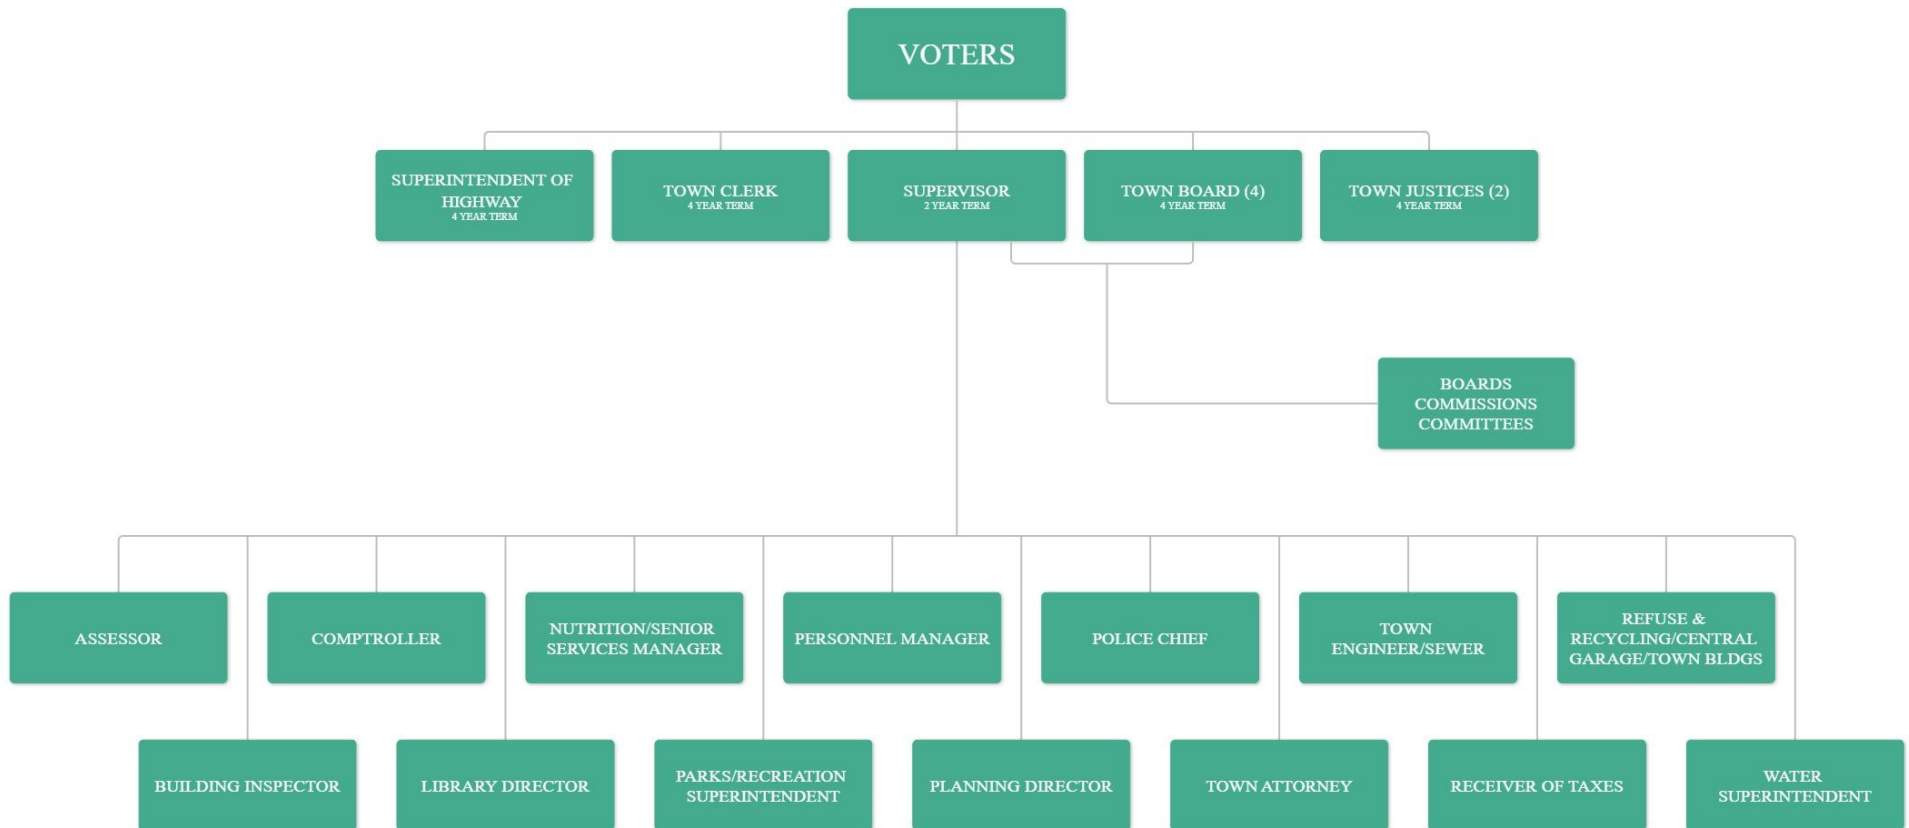 VOTERS
SUPERINTENDENT OF
HIGHWAY
4 YEAR TERM
TOWN CLERK
4 YEAR TERM
SUPERVISOR
2 YEAR TERM
TOWN BOARD (4)
4 YEAR TERM
TOWN JUSTICES (2)
4 YEAR TERM
BOARDS
COMMISSIONS
COMMITTEES
ASSESSOR
COMPTROLLER
NUTRITION/SENIOR
SERVICES MANAGER
PERSONNEL MANAGER
POLICE CHIEF
TOWN
ENGINEER/SEWER
REFUSE &
RECYCLING/CENTRAL
GARAGE/TOWN BLDGS
BUILDING INSPECTOR
LIBRARY DIRECTOR
PARKS/RECREATION
SUPERINTENDENT
PLANNING DIRECTOR
TOWN ATTORNEY
RECEIVER OF TAXES
WATER
SUPERINTENDENT